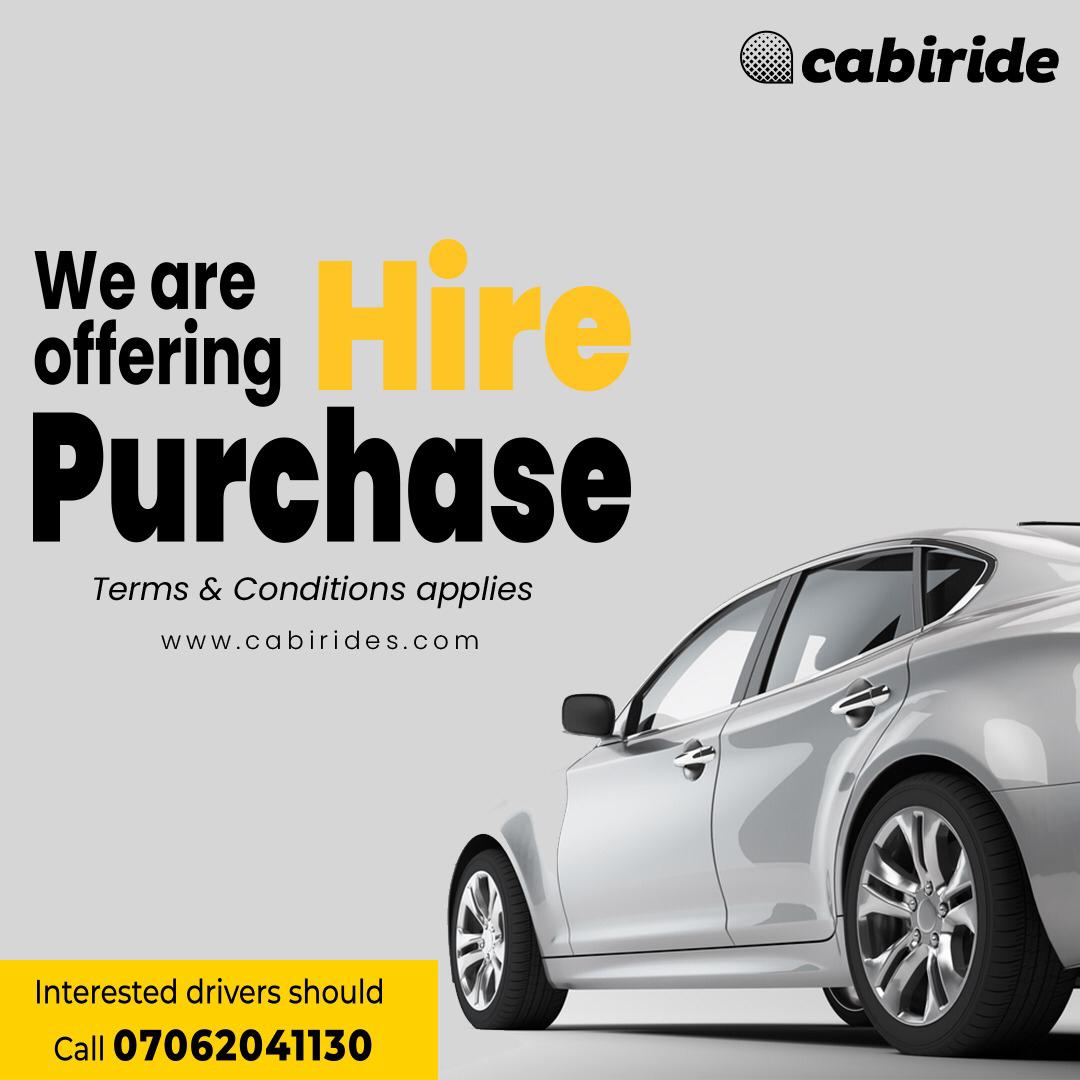 cabiride
We are
offering Hire
Purchase
Terms & Conditions applies
www.cabirides.com
Interested drivers should
Call 07062041130